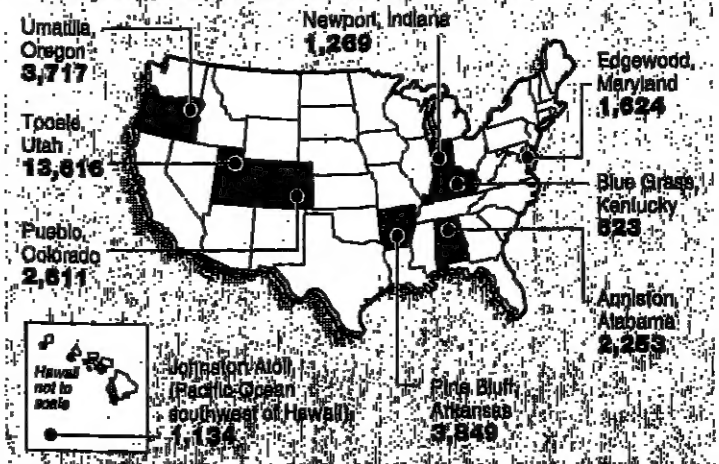 Umatilla,
Oregon
3,717
Tooele,
Utah
13,616
Pueblo,
Colorado
2,611
Newport, Indiana
1,269
Edgewood,
Maryland
1,624
Blue Grass,
Kentucky
523
Anniston,
Alabama
2,253
Pine Bluff,
Arkansas
3,849
Hawaii
not to
scale
Johnston Atoll,
(Pacific Ocean
southwest of Hawaii)
1,134